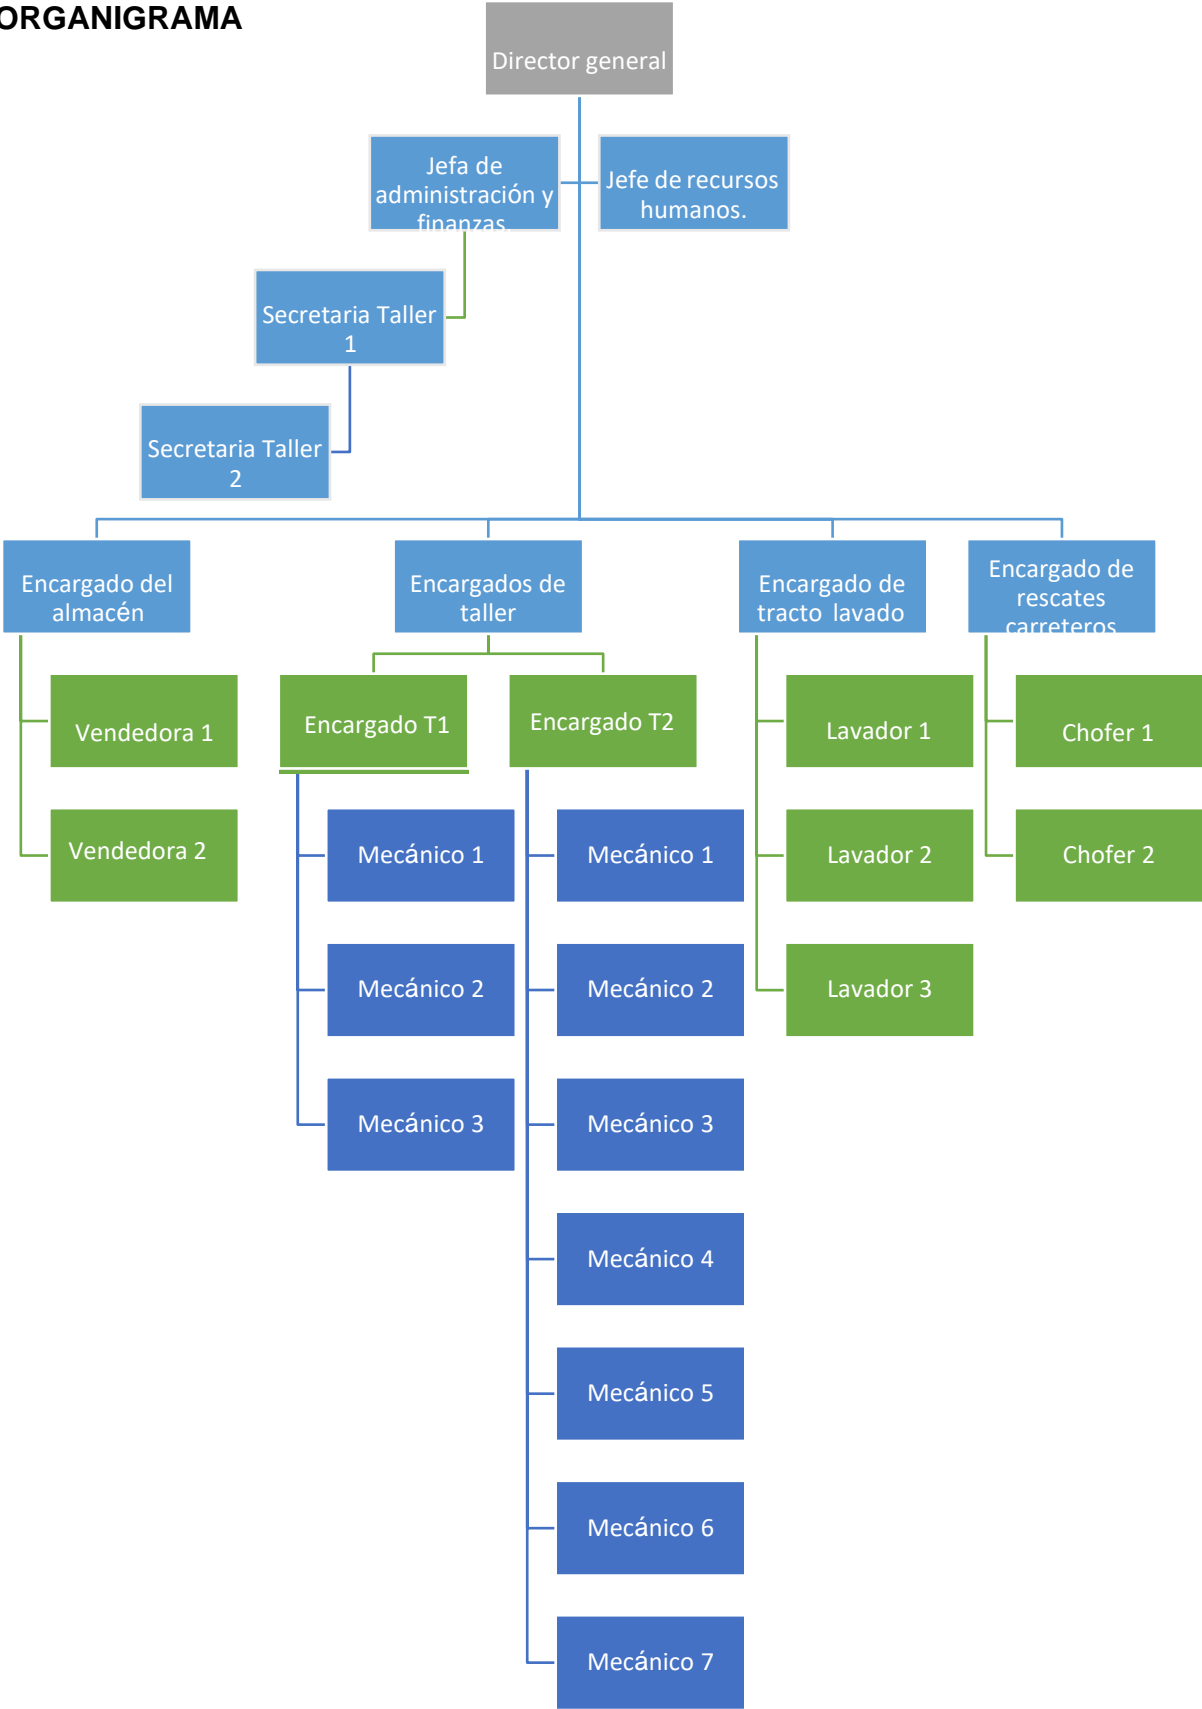 ORGANIGRAMA
Director general
Jefa de
administración y
finanzas.
Jefe de recursos
humanos.
Secretaria Taller
1
Secretaria Taller
2
Encargado del
almacén
Encargados de
taller
Encargado de
tracto lavado
Encargado de
rescates
carreteros
Vendedora 1
Encargado T1
Encargado T2
Lavador 1
Chofer 1
Vendedora 2
Mecánico 1
Mecánico 1
Lavador 2
Chofer 2
Mecánico 2
Mecánico 2
Lavador 3
Mecánico 3
Mecánico 3
Mecánico 4
Mecánico 5
Mecánico 6
Mecánico 7